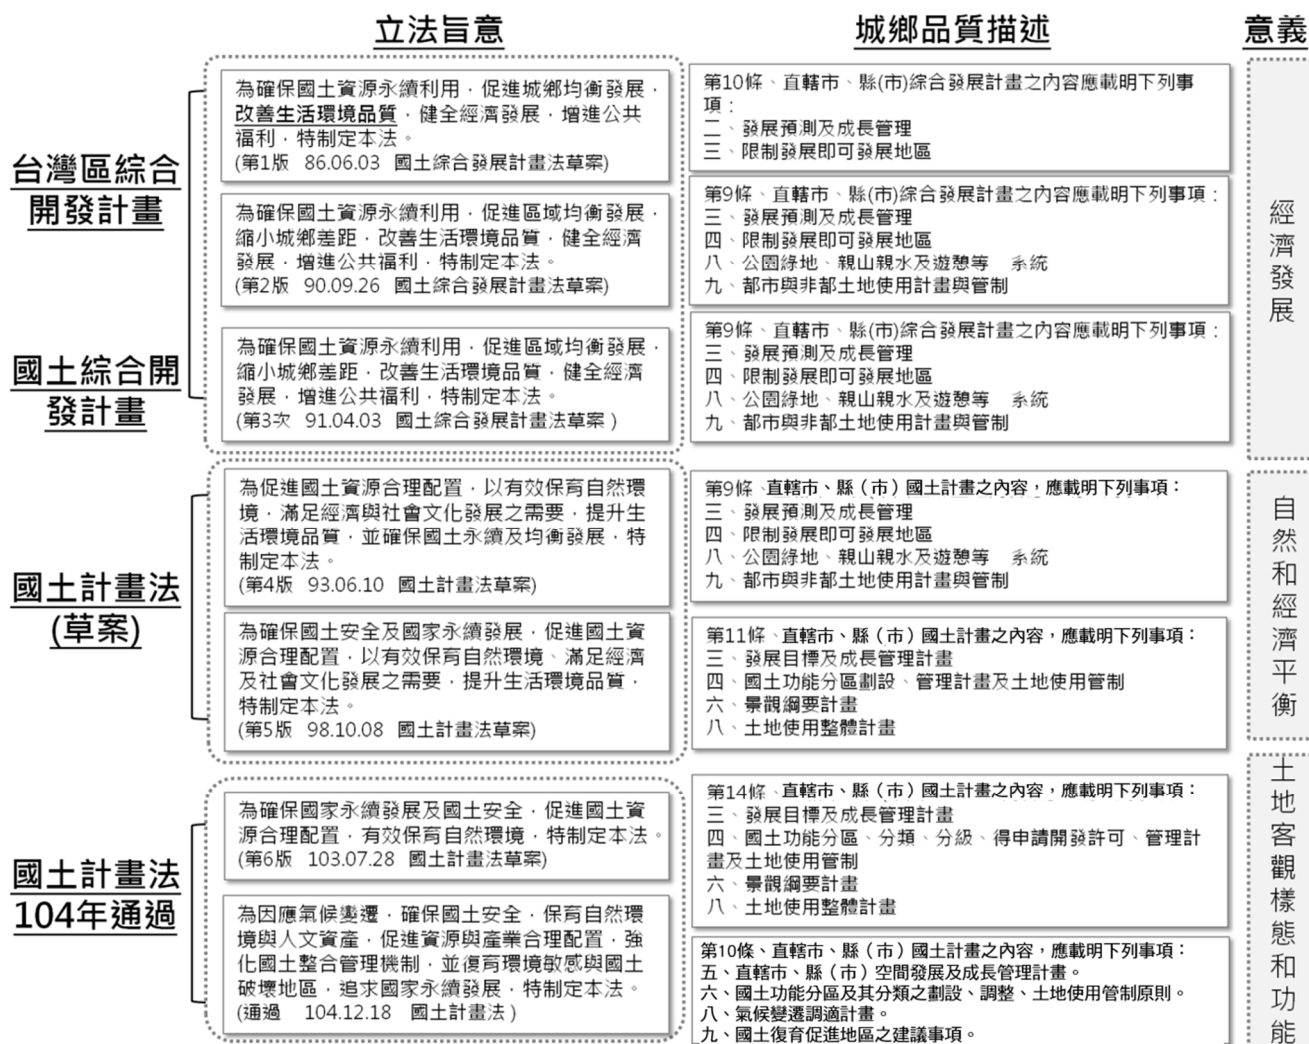 立法旨意
城鄉品質描述
意義
台灣區綜合
開發計畫
為確保國土資源永續利用，促進城鄉均衡發展，
改善生活環境品質，健全經濟發展，增進公共
福利，特制定本法。
(第1版 86.06.03 國土綜合發展計畫法草案)
第10條、直轄市、縣(市)綜合發展計畫之內容應載明下列事
項：
二、發展預測及成長管理
三、限制發展即可發展地區
為確保國土資源永續利用，促進區域均衡發展，
縮小城鄉差距，改善生活環境品質，健全經濟
發展，增進公共福利，特制定本法。
(第2版 90.09.26 國土綜合發展計畫法草案)
第9條、直轄市、縣(市)綜合發展計畫之內容應載明下列事項：
三、發展預測及成長管理
四、限制發展即可發展地區
八、公園綠地、親山親水及遊憩等 系統
九、都市與非都土地使用計畫與管制
經濟發展
國土綜合開
發計畫
為確保國土資源永續利用，促進區域均衡發展，
縮小城鄉差距，改善生活環境品質，健全經濟
發展，增進公共福利，特制定本法。
(第3次 91.04.03 國土綜合發展計畫法草案)
第9條、直轄市、縣(市)綜合發展計畫之內容應載明下列事項：
三、發展預測及成長管理
四、限制發展即可發展地區
八、公園綠地、親山親水及遊憩等 系統
九、都市與非都土地使用計畫與管制
國土計畫法
(草案)
為促進國土資源合理配置，以有效保育自然環
境，滿足經濟與社會文化發展之需要，提升生
活環境品質，並確保國土永續及均衡發展，特
制定本法。
(第4版 93.06.10 國土計畫法草案)
第9條、直轄市、縣（市）國土計畫之內容，應載明下列事項：
三、發展預測及成長管理
四、限制發展即可發展地區
八、公園綠地、親山親水及遊憩等 系統
九、都市與非都土地使用計畫與管制
為確保國土安全及國家永續發展，促進國土資
源合理配置，以有效保育自然環境、滿足經濟
及社會文化發展之需要，提升生活環境品質，
特制定本法。
(第5版 98.10.08 國土計畫法草案)
第11條、直轄市、縣（市）國土計畫之內容，應載明下列事項：
三、發展目標及成長管理計畫
四、國土功能分區劃設、管理計畫及土地使用管制
六、景觀綱要計畫
八、土地使用整體計畫
自然和經濟平衡
國土計畫法
104年通過
為確保國家永續發展及國土安全，促進國土資
源合理配置，有效保育自然環境，特制定本法。
(第6版 103.07.28 國土計畫法草案)
第14條、直轄市、縣（市）國土計畫之內容，應載明下列事項：
三、發展目標及成長管理計畫
四、國土功能分區、分類、分級、得申請開發許可、管理計
畫及土地使用管制
六、景觀綱要計畫
八、土地使用整體計畫
為因應氣候變遷，確保國土安全，保育自然環
境與人文資產，促進資源與產業合理配置，強
化國土整合管理機制，並復育環境敏感與國土
破壞地區，追求國家永續發展，特制定本法。
(通過 104.12.18 國土計畫法)
第10條、直轄市、縣（市）國土計畫之內容，應載明下列事項：
五、直轄市、縣（市）空間發展及成長管理計畫。
六、國土功能分區及其分類之劃設、調整、土地使用管制原則。
八、氣候變遷調適計畫。
九、國土復育促進地區之建議事項。
土地客觀樣態和功能